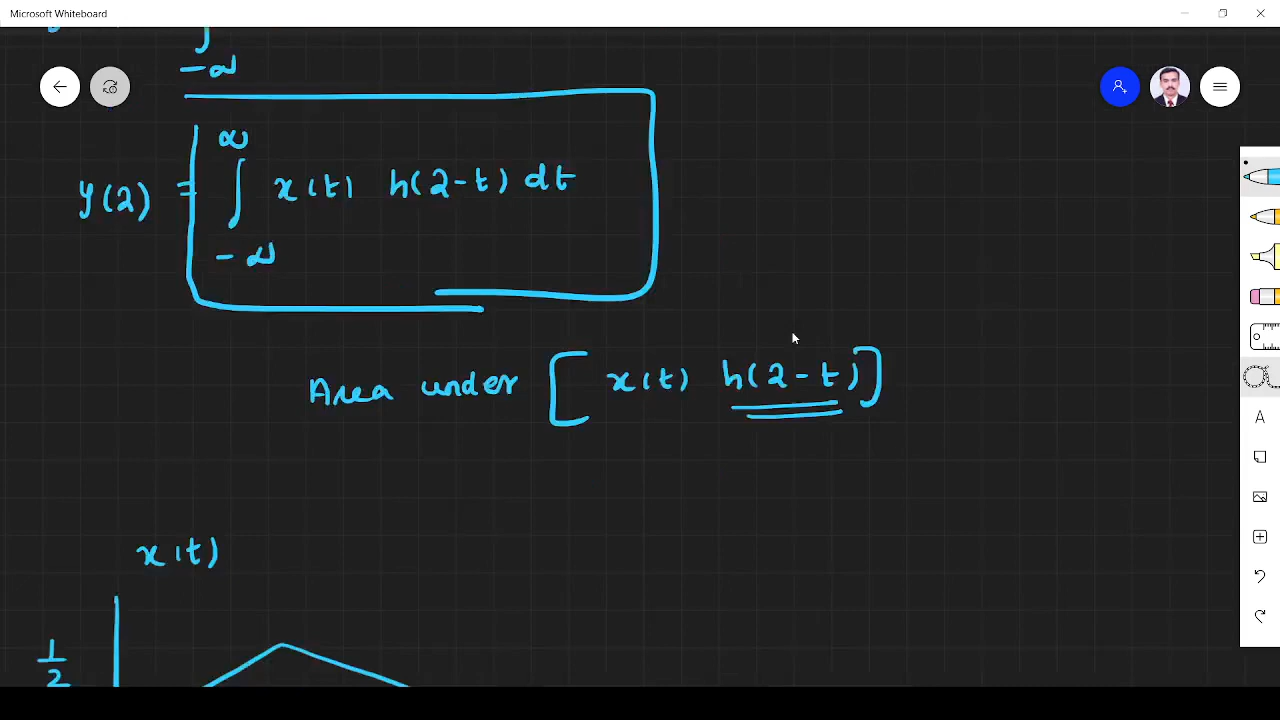 Microsoft Whiteboard
-∞
∞
y(2) = ∫ x(t) h(2-t) dt
-∞
Area under [ x(t) h(2-t) ]
x(t)
1/2
A